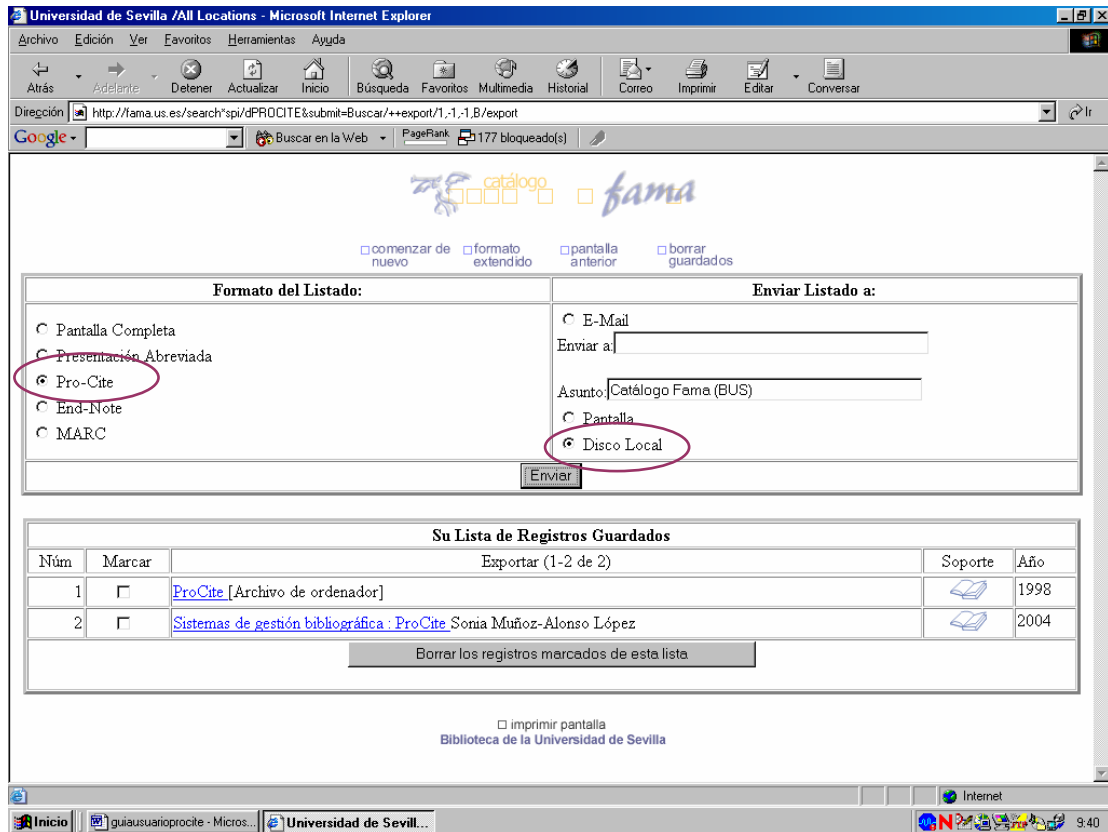 Universidad de Sevilla /All Locations - Microsoft Internet Explorer
Archivo Edición Ver Favoritos Herramientas Ayuda
Atrás Adelante Detener Actualizar Inicio Búsqueda Favoritos Multimedia Historial Correo Imprimir Editar Conversar
Dirección http://fama.us.es/search*spi/dPROCITE&submit=Buscar/++export/1,-1,-1,B/export Ir
Google Buscar en la Web PageRank 177 bloqueado(s)
catálogo fama
comenzar de nuevo
formato extendido
pantalla anterior
borrar guardados
Formato del Listado: Enviar Listado a:
Pantalla Completa
Presentación Abreviada
Pro-Cite
End-Note
MARC
E-Mail
Enviar a:
Asunto: Catálogo Fama (BUS)
Pantalla
Disco Local
Enviar
Su Lista de Registros Guardados
Núm Marcar Exportar (1-2 de 2) Soporte Año
1 ProCite [Archivo de ordenador] 1998
2 Sistemas de gestión bibliográfica : ProCite Sonia Muñoz-Alonso López 2004
Borrar los registros marcados de esta lista
imprimir pantalla
Biblioteca de la Universidad de Sevilla
Internet
Inicio guiausuarioprocite - Micros... Universidad de Sevill... 9:40